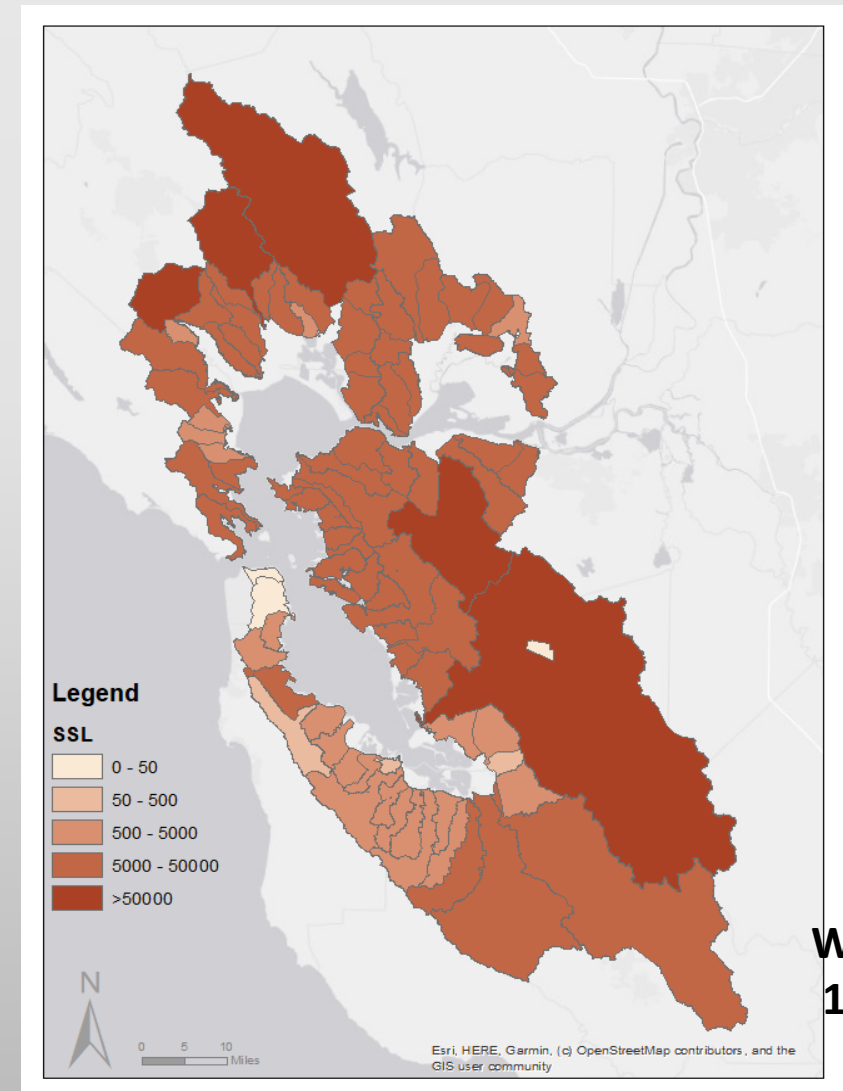 Legend
SSL
0 - 50
50 - 500
500 - 5000
5000 - 50000
>50000
N
0 5 10
Miles
W
1
Esri, HERE, Garmin, (c) OpenStreetMap contributors, and the
GIS user community